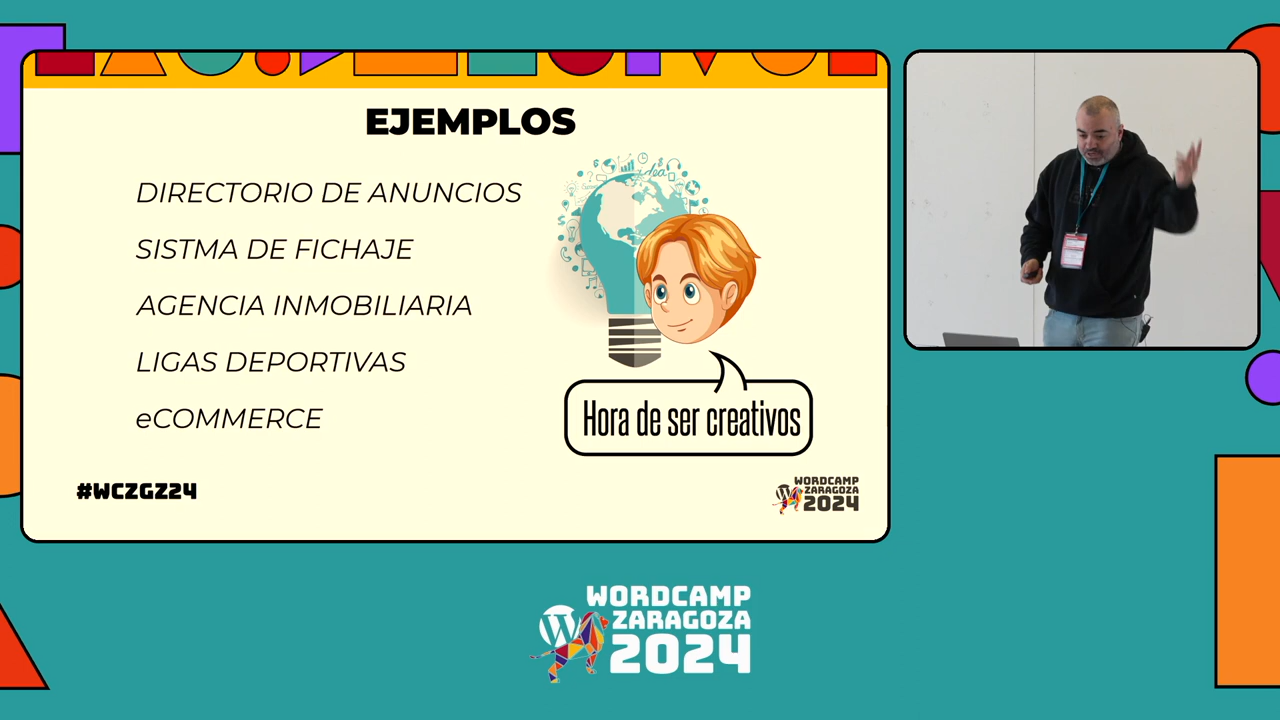 EJEMPLOS
DIRECTORIO DE ANUNCIOS
SISTMA DE FICHAJE
AGENCIA INMOBILIARIA
LIGAS DEPORTIVAS
eCOMMERCE
idea
Hora de ser creativos
#WCZGZ24
WORDCAMP
ZARAGOZA
2024
WORDCAMP
ZARAGOZA
2024